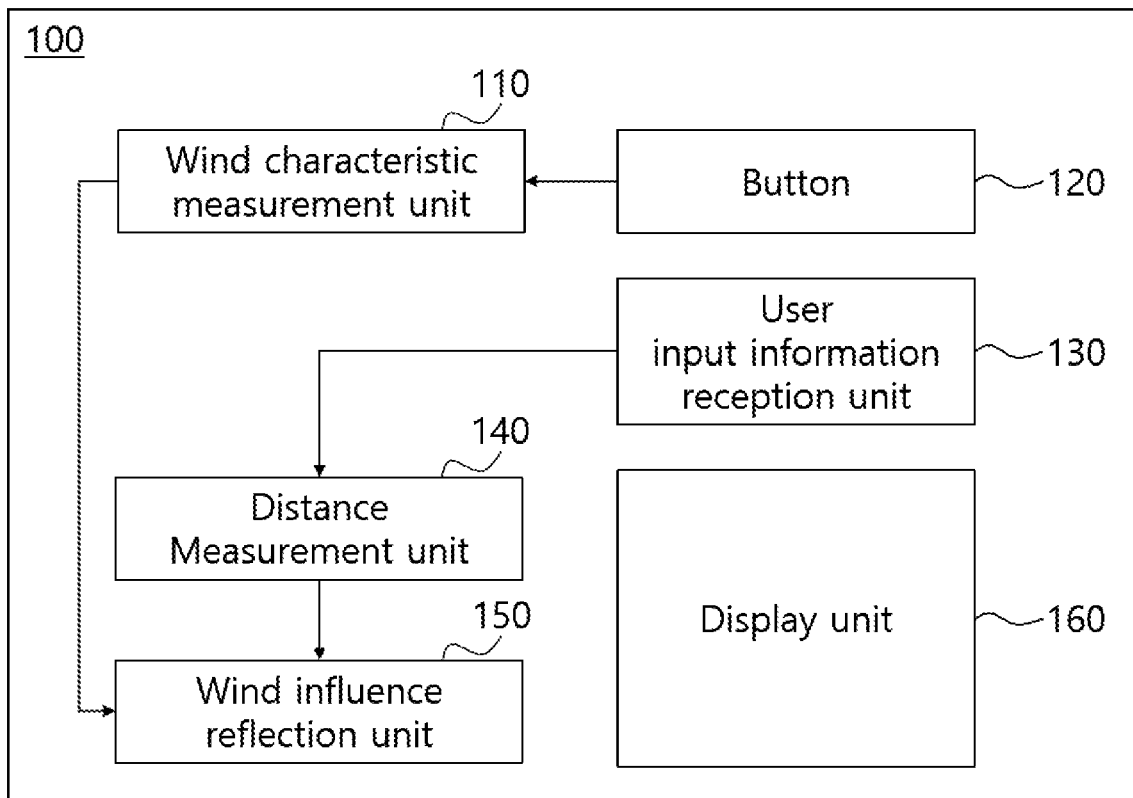 100
110
Wind characteristic
measurement unit
Button
120
User
input information
reception unit
130
140
Distance
Measurement unit
150
Wind influence
reflection unit
Display unit
160